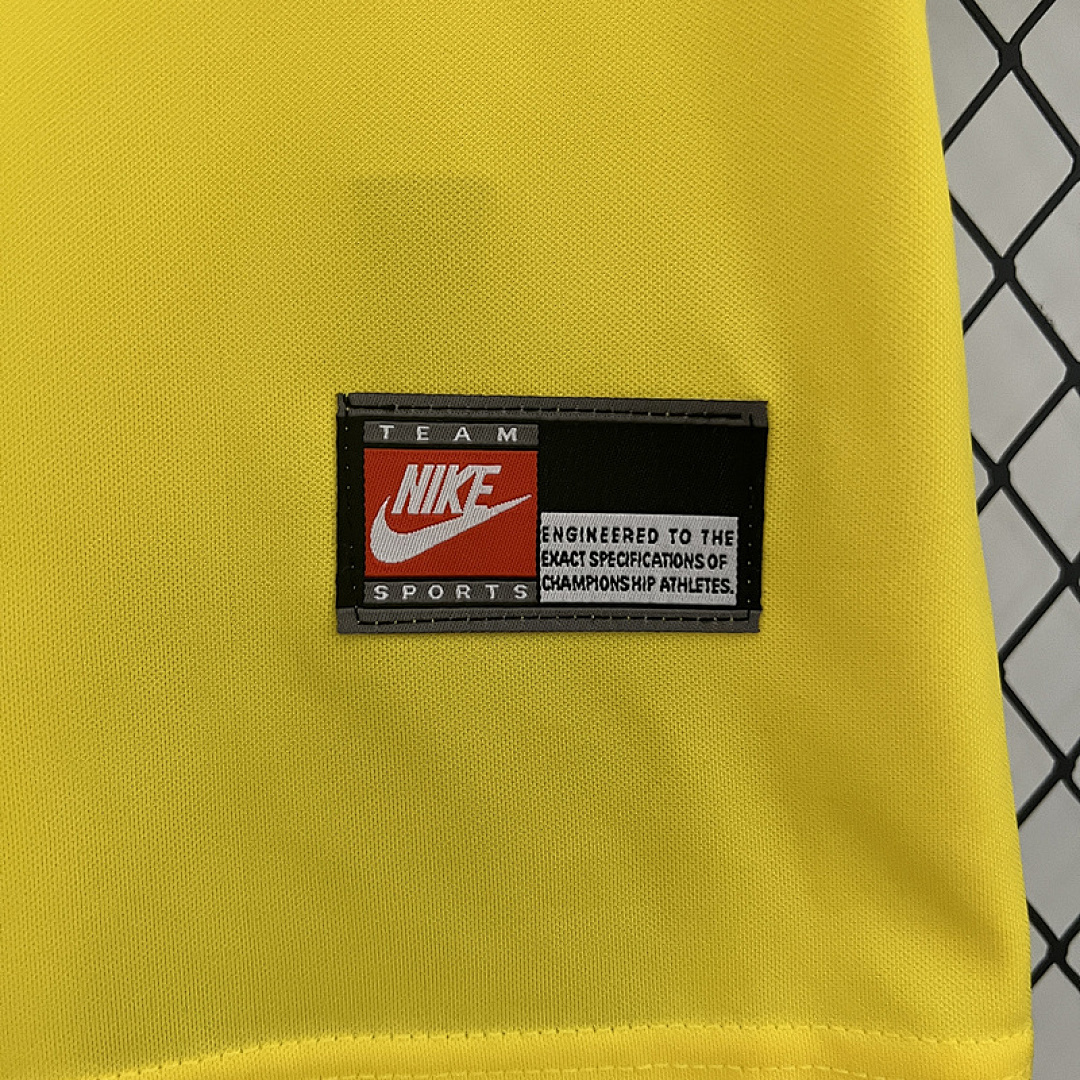 TEAM
NIKE
SPORTS
ENGINEERED TO THE
EXACT SPECIFICATIONS OF
CHAMPIONSHIP ATHLETES.